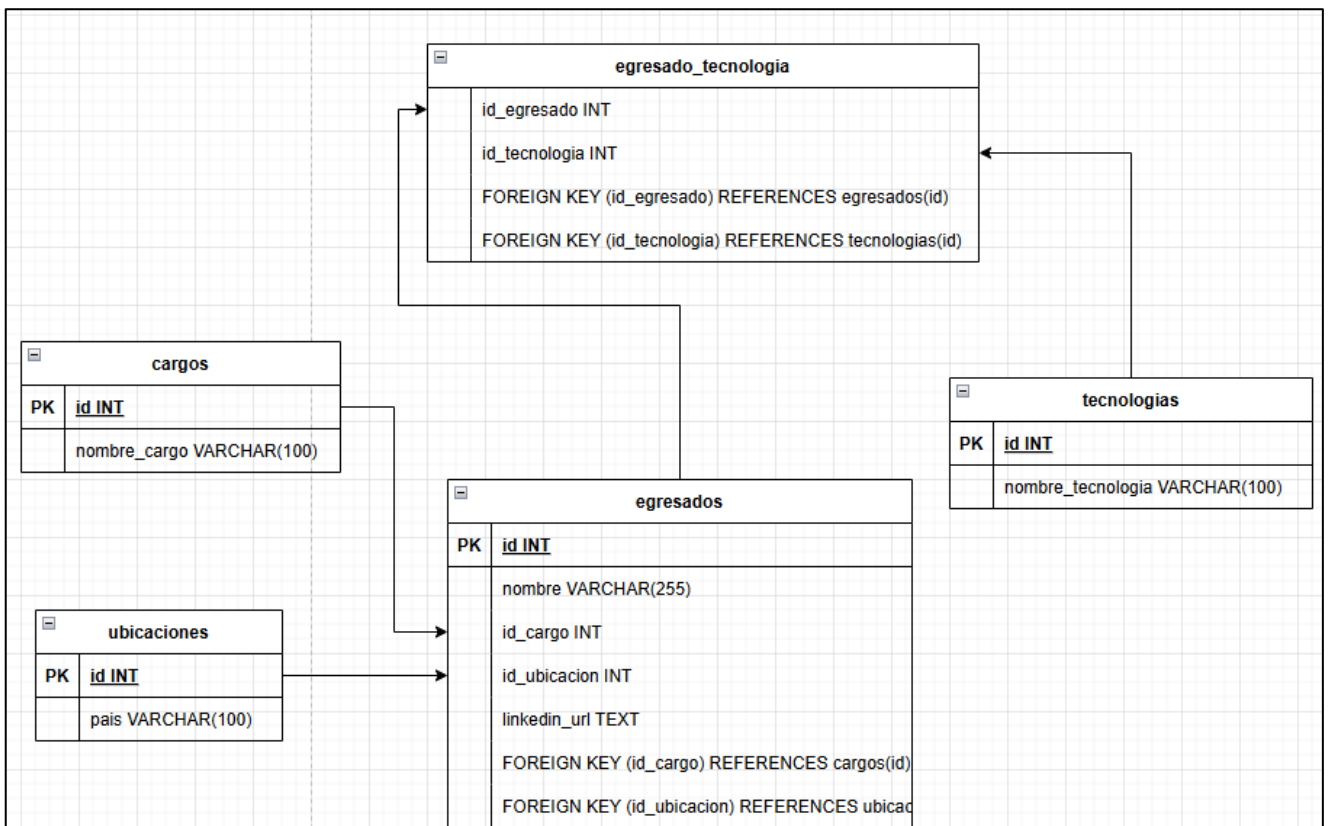 egresado_tecnologia
id_egresado INT
id_tecnologia INT
FOREIGN KEY (id_egresado) REFERENCES egresados(id)
FOREIGN KEY (id_tecnologia) REFERENCES tecnologias(id)
cargos
PK id INT
nombre_cargo VARCHAR(100)
tecnologias
PK id INT
nombre_tecnologia VARCHAR(100)
egresados
PK id INT
nombre VARCHAR(255)
id_cargo INT
id_ubicacion INT
linkedin_url TEXT
FOREIGN KEY (id_cargo) REFERENCES cargos(id)
FOREIGN KEY (id_ubicacion) REFERENCES
ubicaciones
PK id INT
pais VARCHAR(100)